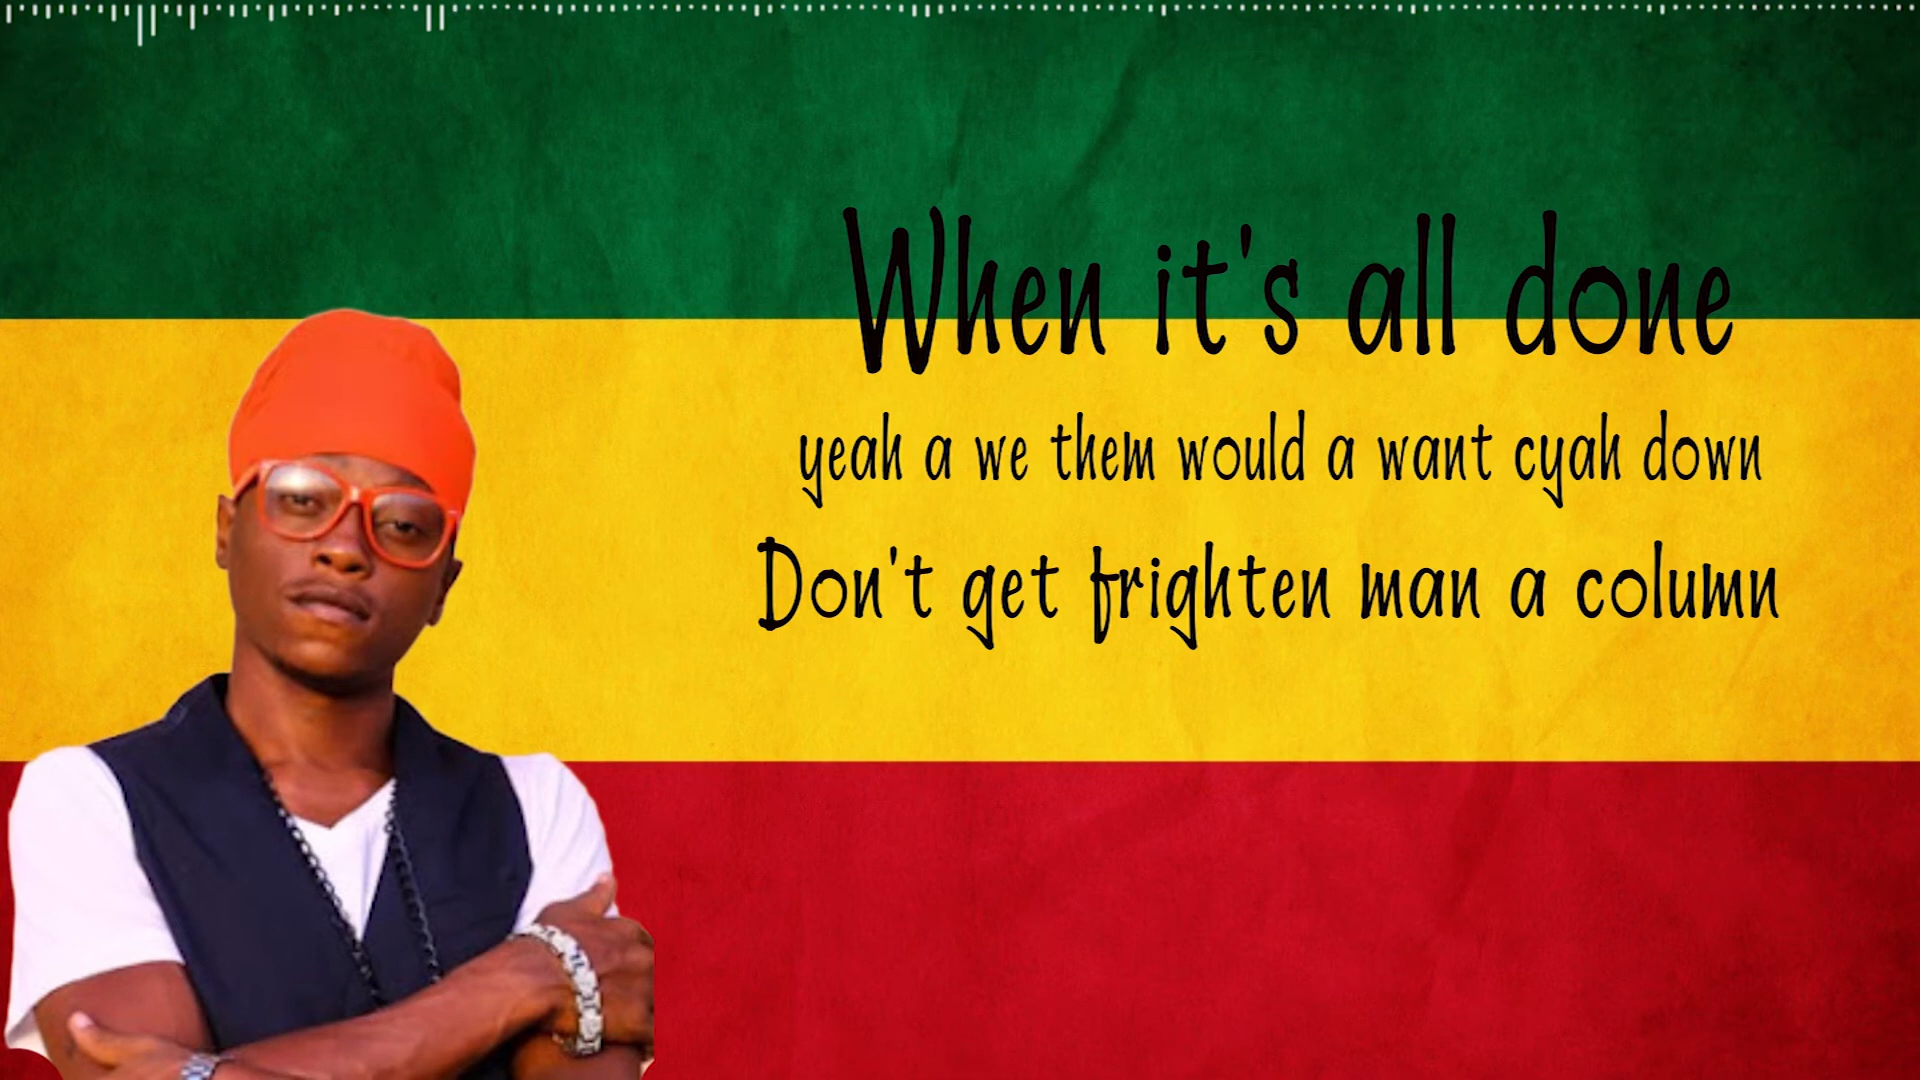 When it's all done
yeah a we them would a want cyah down
Don't get frighten man a column